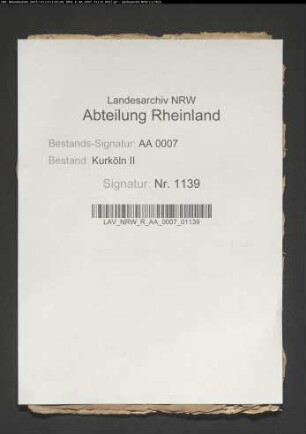 Landesarchiv NRW
Abteilung Rheinland
Bestands-Signatur: AA 0007
Bestand: Kurköln II
Signatur: Nr. 1139
LAV_NRW_R_AA_0007_01139